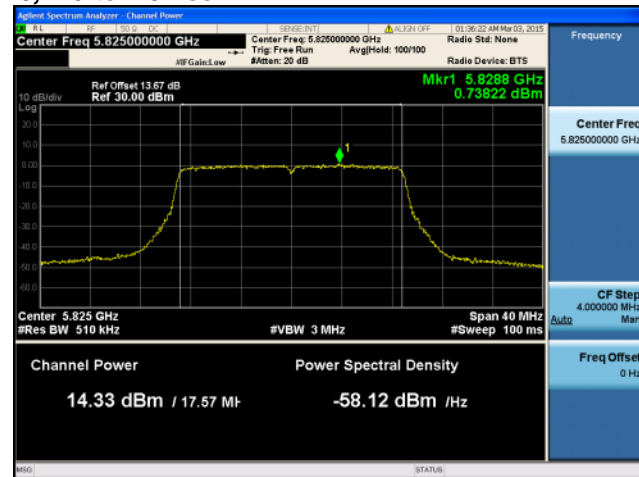 Agilent Spectrum Analyzer - Channel Power
RL RF 50 Ω DC SENSE:INT ALIGN OFF 01:36:22 AM Mar 03, 2015
Center Freq 5.825000000 GHz
Center Freq: 5.825000000 GHz
Radio Std: None
Trig: Free Run Avg|Hold: 100/100
#IFGain:Low #Atten: 20 dB Radio Device: BTS
Mkr1 5.8288 GHz
0.73822 dBm
Ref Offset 13.67 dB
10 dB/div Ref 30.00 dBm
Log
20.0
10.0
1
0.00
-10.0
-20.0
-30.0
-40.0
-50.0
-60.0
Center 5.825 GHz Span 40 MHz
#Res BW 510 kHz #VBW 3 MHz #Sweep 100 ms
Channel Power Power Spectral Density
14.33 dBm / 17.57 MH -58.12 dBm /Hz
MSG STATUS
Frequency
Center Freq
5.825000000 GHz
CF Step
4.000000 MHz
Auto Man
Freq Offset
0 Hz